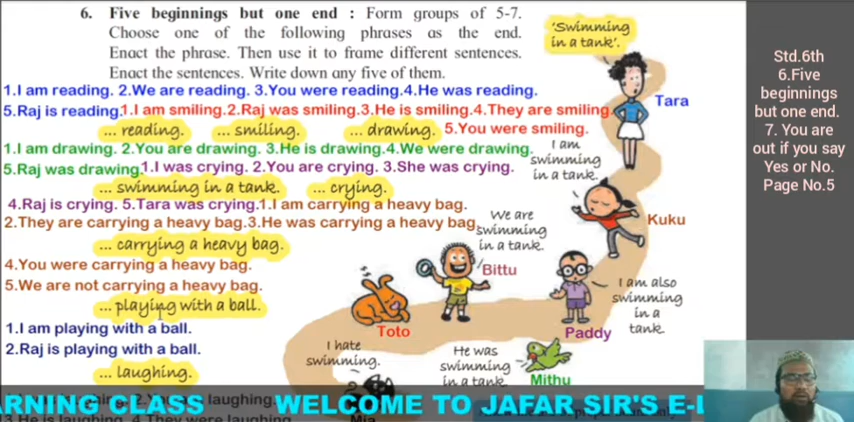 6. Five beginnings but one end : Form groups of 5-7.
Choose one of the following phrases as the end.
Enact the phrase. Then use it to frame different sentences.
Enact the sentences. Write down any five of them.
1.I am reading. 2.We are reading. 3.You were reading.4.He was reading.
5.Raj is reading.1.I am smiling.2.Raj was smiling.3.He is smiling.4.They are smiling.
... reading. ... smiling. ... drawing. 5.You were smiling.
1.I am drawing. 2.You are drawing. 3.He is drawing.4.We were drawing.
5.Raj was drawing.1.I was crying. 2.You are crying. 3.She was crying.
... swimming in a tank. ... crying.
4.Raj is crying. 5.Tara was crying.1.I am carrying a heavy bag.
2.They are carrying a heavy bag.3.He was carrying a heavy bag.
... carrying a heavy bag.
4.You were carrying a heavy bag.
5.We are not carrying a heavy bag.
... playing with a ball.
1.I am playing with a ball.
2.Raj is playing with a ball.
... laughing.
'Swimming
in a tank'.
Tara
I am
swimming
in a tank.
Kuku
We are
swimming
in a tank.
Bittu
I am also
swimming
in a
tank.
Paddy
Toto
I hate
swimming.
He was
swimming
in a tank
Mithu
laughing.
RNING CLASS WELCOME TO JAFAR SIR'S E-L
3.He is laughing. 4.They were laughing
Mia
Std.6th
6.Five
beginnings
but one end.
7. You are
out if you say
Yes or No.
Page No.5